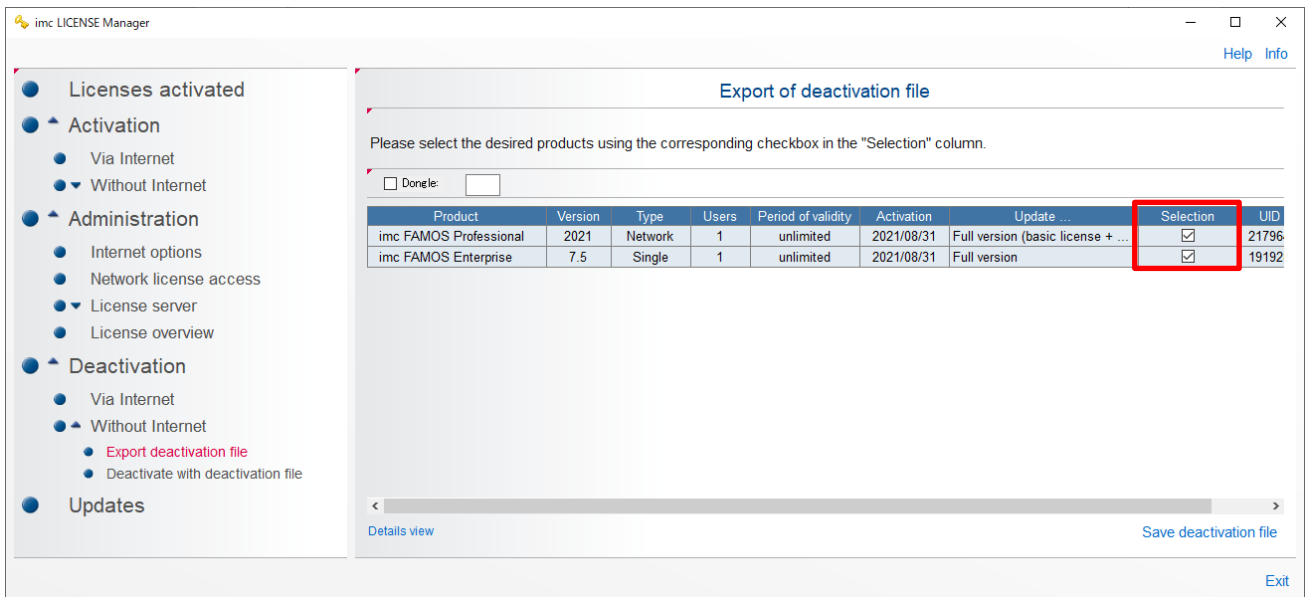 imc LICENSE Manager
Help Info
Licenses activated
Activation
Via Internet
Without Internet
Administration
Internet options
Network license access
License server
License overview
Deactivation
Via Internet
Without Internet
Export deactivation file
Deactivate with deactivation file
Updates
Export of deactivation file
Please select the desired products using the corresponding checkbox in the "Selection" column.
Dongle:
Product Version Type Users Period of validity Activation Update ... Selection UID
imc FAMOS Professional 2021 Network 1 unlimited 2021/08/31 Full version (basic license + ... 21796
imc FAMOS Enterprise 7.5 Single 1 unlimited 2021/08/31 Full version 19192
Details view
Save deactivation file
Exit